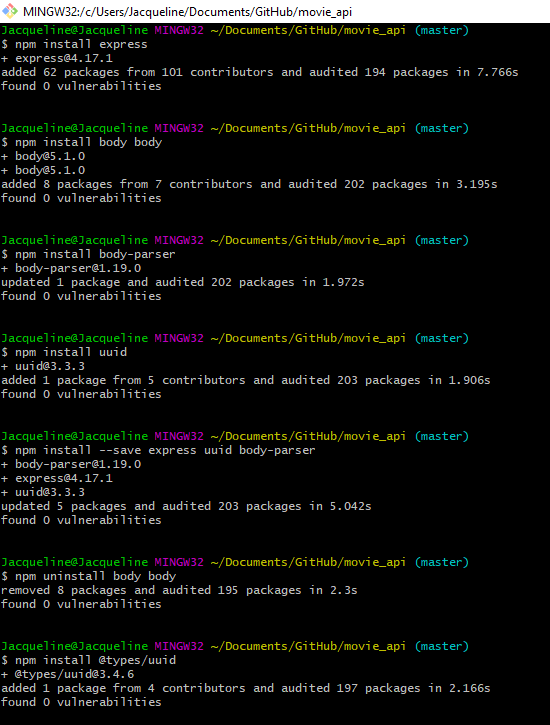 MINGW32:/c/Users/Jacqueline/Documents/GitHub/movie_api
Jacqueline@Jacqueline MINGW32 ~/Documents/GitHub/movie_api (master)
$ npm install express
+ express@4.17.1
added 62 packages from 101 contributors and audited 194 packages in 7.766s
found 0 vulnerabilities
Jacqueline@Jacqueline MINGW32 ~/Documents/GitHub/movie_api (master)
$ npm install body body
+ body@5.1.0
+ body@5.1.0
added 8 packages from 7 contributors and audited 202 packages in 3.195s
found 0 vulnerabilities
Jacqueline@Jacqueline MINGW32 ~/Documents/GitHub/movie_api (master)
$ npm install body-parser
+ body-parser@1.19.0
updated 1 package and audited 202 packages in 1.972s
found 0 vulnerabilities
Jacqueline@Jacqueline MINGW32 ~/Documents/GitHub/movie_api (master)
$ npm install uuid
+ uuid@3.3.3
added 1 package from 5 contributors and audited 203 packages in 1.906s
found 0 vulnerabilities
Jacqueline@Jacqueline MINGW32 ~/Documents/GitHub/movie_api (master)
$ npm install --save express uuid body-parser
+ body-parser@1.19.0
+ express@4.17.1
+ uuid@3.3.3
updated 5 packages and audited 203 packages in 5.042s
found 0 vulnerabilities
Jacqueline@Jacqueline MINGW32 ~/Documents/GitHub/movie_api (master)
$ npm uninstall body body
removed 8 packages and audited 195 packages in 2.3s
found 0 vulnerabilities
Jacqueline@Jacqueline MINGW32 ~/Documents/GitHub/movie_api (master)
$ npm install @types/uuid
+ @types/uuid@3.4.6
added 1 package from 4 contributors and audited 197 packages in 2.166s
found 0 vulnerabilities